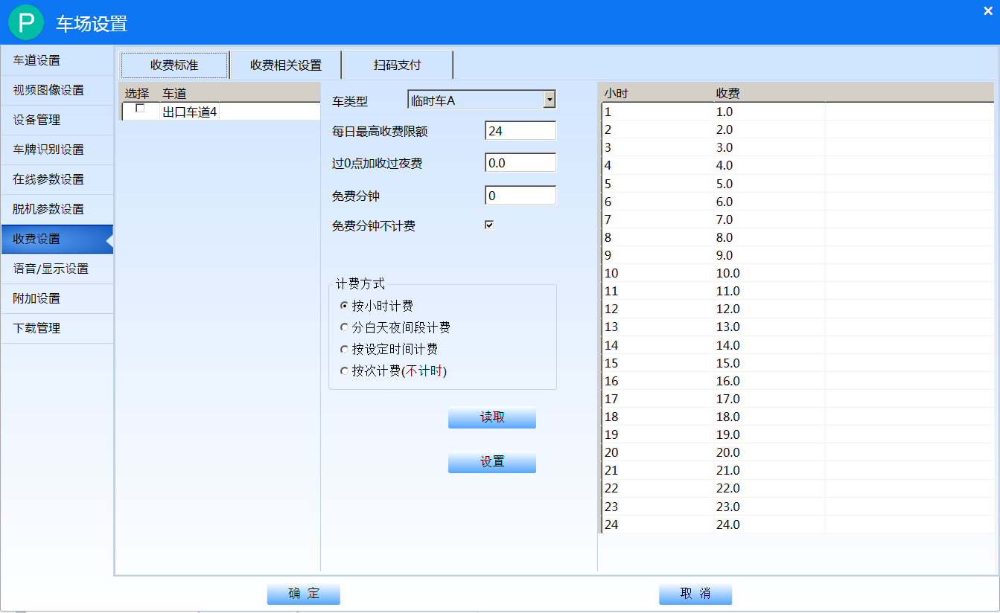 P 车场设置
车道设置
视频图像设置
设备管理
车牌识别设置
在线参数设置
脱机参数设置
收费设置
语音/显示设置
附加设置
下载管理
收费标准 收费相关设置 扫码支付
选择 车道
出口车道4
车类型 临时车A
每日最高收费限额 24
过0点加收过夜费 0.0
免费分钟 0
免费分钟不计费
计费方式
按小时计费
分白天夜间段计费
按设定时间计费
按次计费(不计时)
读取
设置
小时 收费
1 1.0
2 2.0
3 3.0
4 4.0
5 5.0
6 6.0
7 7.0
8 8.0
9 9.0
10 10.0
11 11.0
12 12.0
13 13.0
14 14.0
15 15.0
16 16.0
17 17.0
18 18.0
19 19.0
20 20.0
21 21.0
22 22.0
23 23.0
24 24.0
确 定 取 消